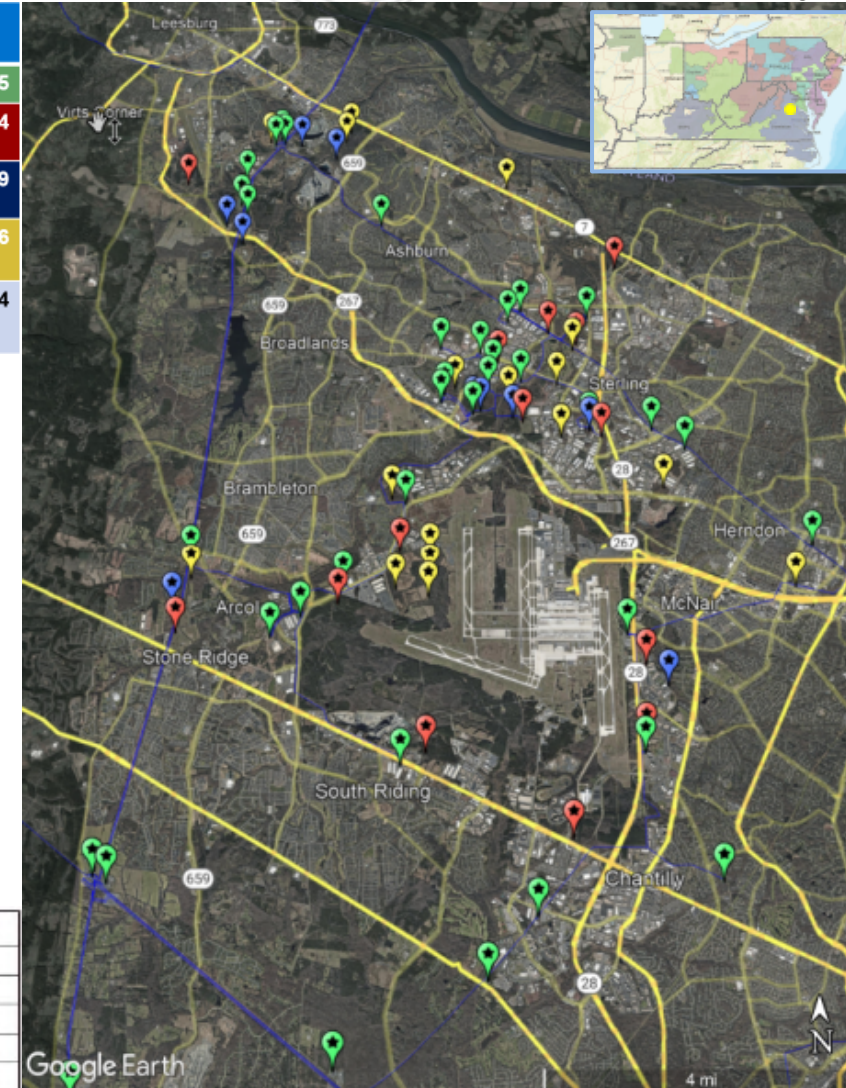 5
4
9
6
4
Leesburg
773
Virts Corner
659
7
Ashburn
659
267
Broadlands
Sterling
28
Brambleton
659
Herndon
267
Arcol
McNair
Stone Ridge
28
South Riding
659
Chantilly
28
N
Google Earth
4 mi